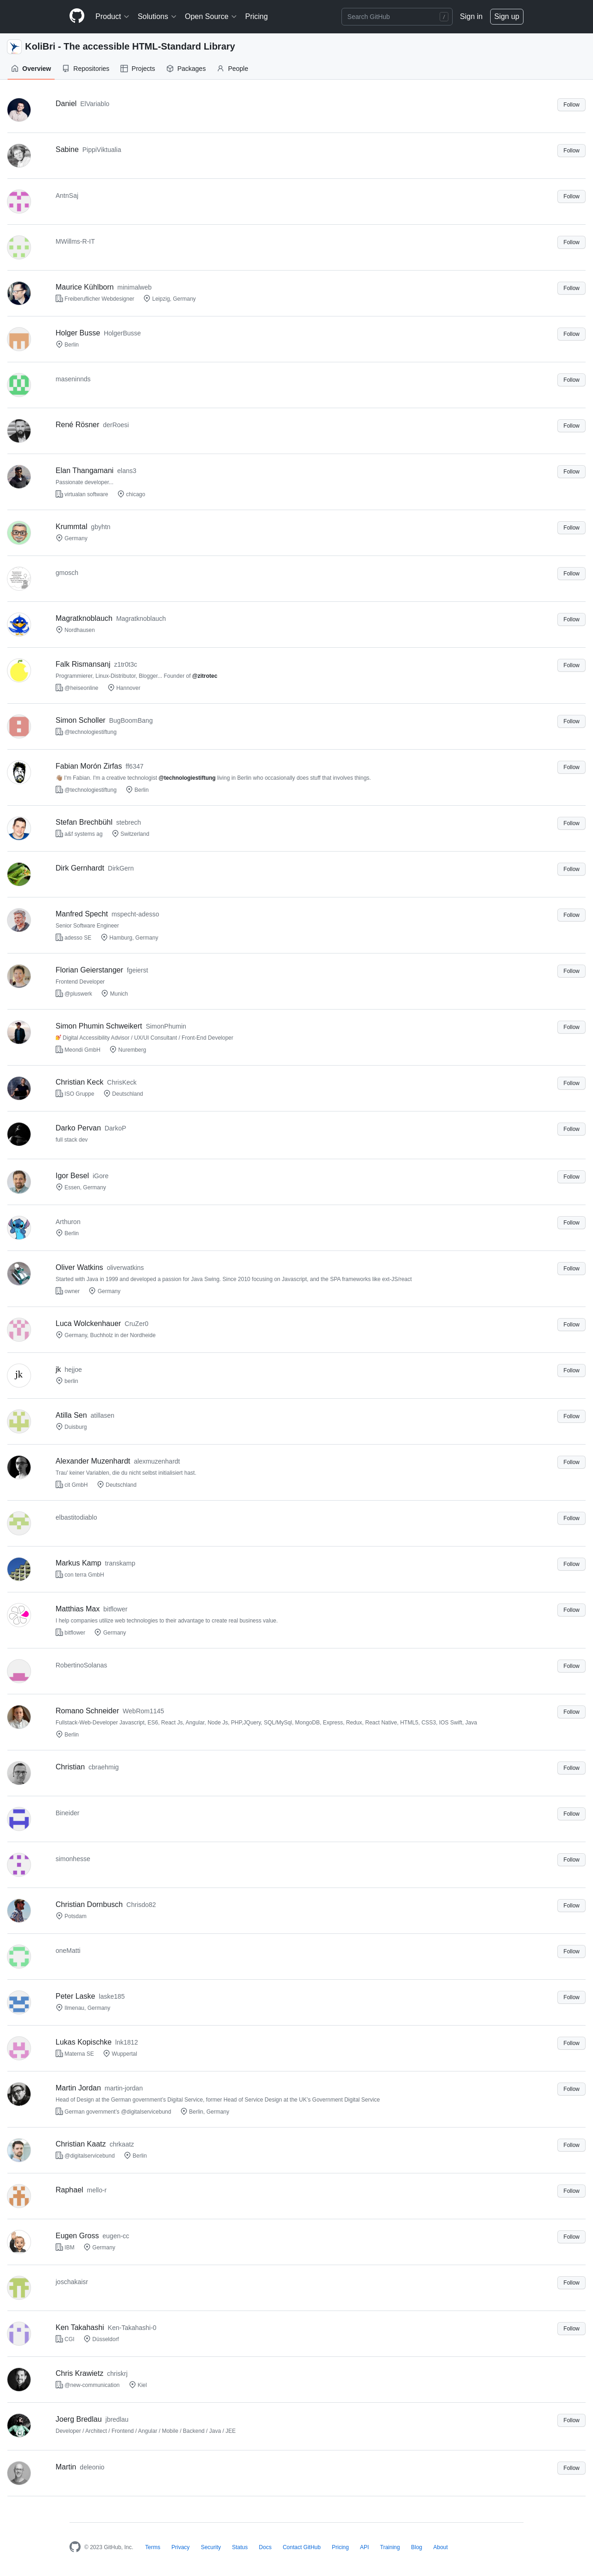 Product Solutions Open Source Pricing Search GitHub / Sign in Sign up
KoliBri - The accessible HTML-Standard Library
Overview Repositories Projects Packages People
Daniel ElVariablo Follow
Sabine PippiViktualia Follow
AntnSaj Follow
MWillms-R-IT Follow
Maurice Kühlborn minimalweb Follow
Freiberuflicher Webdesigner Leipzig, Germany
Holger Busse HolgerBusse Follow
Berlin
maseninnds Follow
René Rösner derRoesi Follow
Elan Thangamani elans3 Follow
Passionate developer...
virtualan software chicago
Krummtal gbyhtn Follow
Germany
gmosch Follow
Magratknoblauch Magratknoblauch Follow
Nordhausen
Falk Rismansanj z1tr0t3c Follow
Programmierer, Linux-Distributor, Blogger... Founder of @zitrotec
@heiseonline Hannover
Simon Scholler BugBoomBang Follow
@technologiestiftung
Fabian Morón Zirfas ff6347 Follow
I'm Fabian. I'm a creative technologist @technologiestiftung living in Berlin who occasionally does stuff that involves things.
@technologiestiftung Berlin
Stefan Brechbühl stebrech Follow
a&f systems ag Switzerland
Dirk Gernhardt DirkGern Follow
Manfred Specht mspecht-adesso Follow
Senior Software Engineer
adesso SE Hamburg, Germany
Florian Geierstanger fgeierst Follow
Frontend Developer
@pluswerk Munich
Simon Phumin Schweikert SimonPhumin Follow
Digital Accessibility Advisor / UX/UI Consultant / Front-End Developer
Meondi GmbH Nuremberg
Christian Keck ChrisKeck Follow
ISO Gruppe Deutschland
Darko Pervan DarkoP Follow
full stack dev
Igor Besel iGore Follow
Essen, Germany
Arthuron Follow
Berlin
Oliver Watkins oliverwatkins Follow
Started with Java in 1999 and developed a passion for Java Swing. Since 2010 focusing on Javascript, and the SPA frameworks like ext-JS/react
owner Germany
Luca Wolckenhauer CruZer0 Follow
Germany, Buchholz in der Nordheide
jk
jk hejjoe Follow
berlin
Atilla Sen atillasen Follow
Duisburg
Alexander Muzenhardt alexmuzenhardt Follow
Trau' keiner Variablen, die du nicht selbst initialisiert hast.
cit GmbH Deutschland
elbastitodiablo Follow
Markus Kamp transkamp Follow
con terra GmbH
Matthias Max bitflower Follow
I help companies utilize web technologies to their advantage to create real business value.
bitflower Germany
RobertinoSolanas Follow
Romano Schneider WebRom1145 Follow
Fullstack-Web-Developer Javascript, ES6, React Js, Angular, Node Js, PHP,JQuery, SQL/MySql, MongoDB, Express, Redux, React Native, HTML5, CSS3, IOS Swift, Java
Berlin
Christian cbraehmig Follow
Bineider Follow
simonhesse Follow
Christian Dornbusch Chrisdo82 Follow
Potsdam
oneMatti Follow
Peter Laske laske185 Follow
Ilmenau, Germany
Lukas Kopischke lnk1812 Follow
Materna SE Wuppertal
Martin Jordan martin-jordan Follow
Head of Design at the German government's Digital Service, former Head of Service Design at the UK's Government Digital Service
German government's @digitalservicebund Berlin, Germany
Christian Kaatz chrkaatz Follow
@digitalservicebund Berlin
Raphael mello-r Follow
Eugen Gross eugen-cc Follow
IBM Germany
joschakaisr Follow
Ken Takahashi Ken-Takahashi-0 Follow
CGI Düsseldorf
Chris Krawietz chriskrj Follow
@new-communication Kiel
Joerg Bredlau jbredlau Follow
Developer / Architect / Frontend / Angular / Mobile / Backend / Java / JEE
Martin deleonio Follow
© 2023 GitHub, Inc. Terms Privacy Security Status Docs Contact GitHub Pricing API Training Blog About